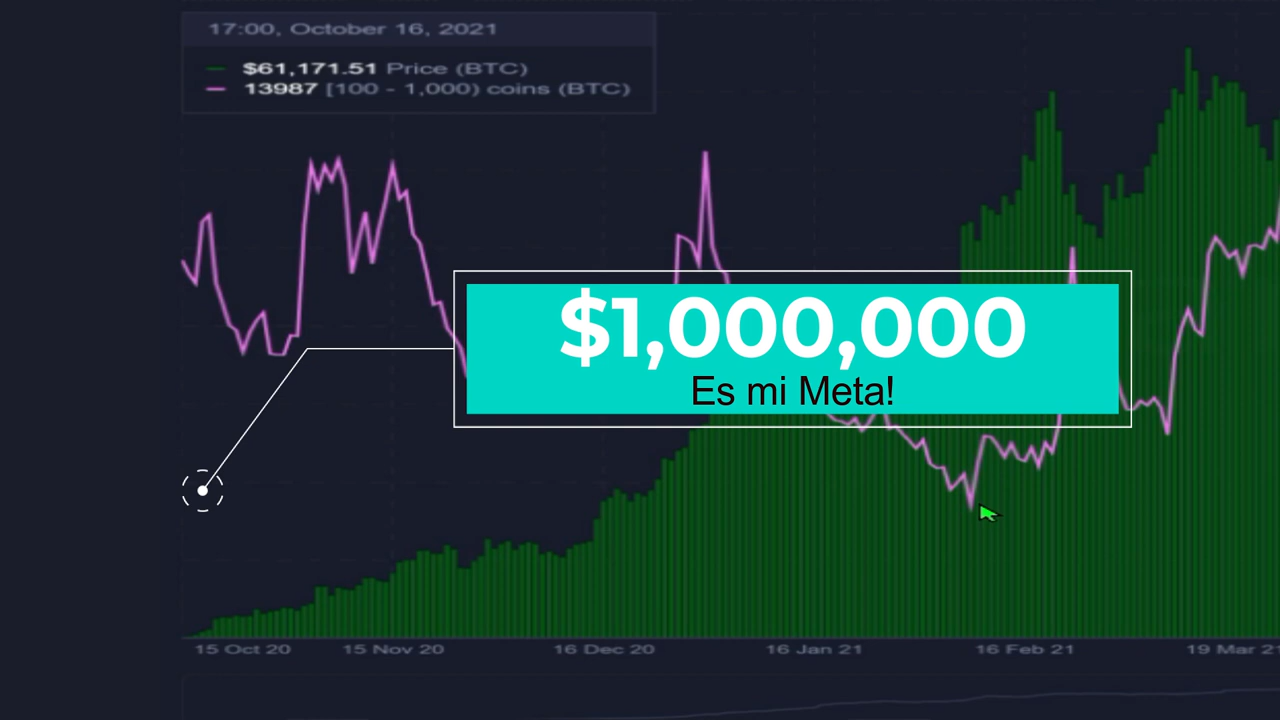 17:00, October 16, 2021
$61,171.51 Price (BTC)
13987 [100 - 1,000) coins (BTC)
$1,000,000
Es mi Meta!
15 Oct 20 15 Nov 20 16 Dec 20 16 Jan 21 16 Feb 21 19 Mar 21